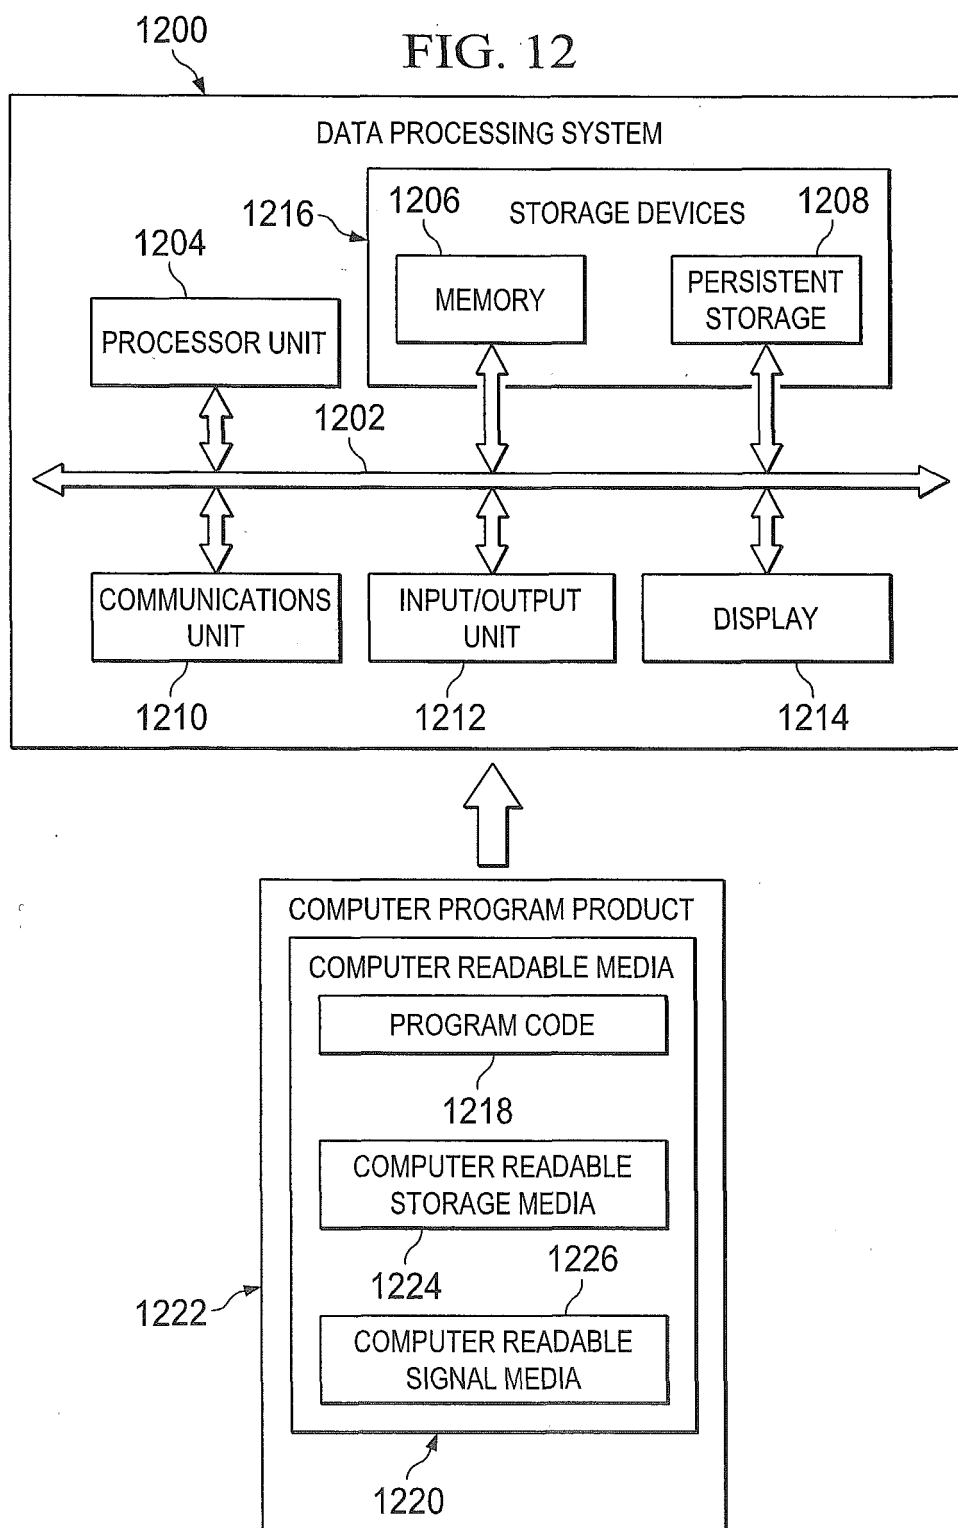 1200
FIG. 12
DATA PROCESSING SYSTEM
1216
1206
STORAGE DEVICES
1208
1204
MEMORY
PERSISTENT
STORAGE
PROCESSOR UNIT
1202
COMMUNICATIONS
UNIT
INPUT/OUTPUT
UNIT
DISPLAY
1210
1212
1214
COMPUTER PROGRAM PRODUCT
COMPUTER READABLE MEDIA
PROGRAM CODE
1218
COMPUTER READABLE
STORAGE MEDIA
1224
1226
1222
COMPUTER READABLE
SIGNAL MEDIA
1220